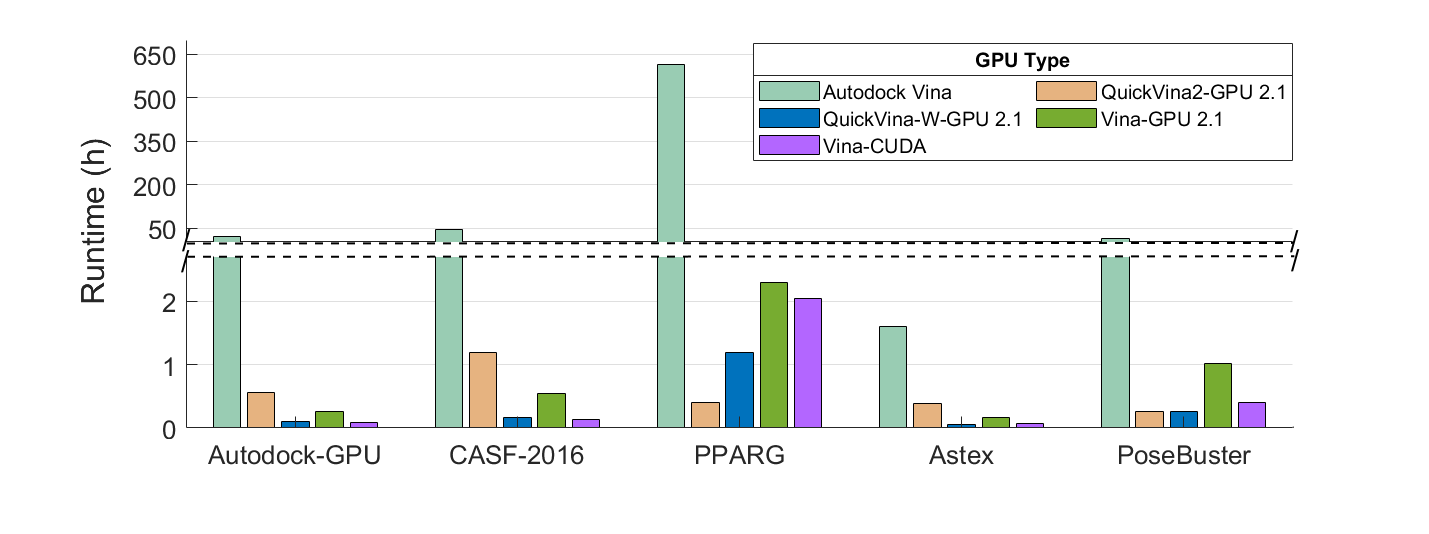 650
500
350
200
50
2
1
0
Runtime (h)
GPU Type
Autodock Vina
QuickVina2-GPU 2.1
QuickVina-W-GPU 2.1
Vina-GPU 2.1
Vina-CUDA
Autodock-GPU
CASF-2016
PPARG
Astex
PoseBuster